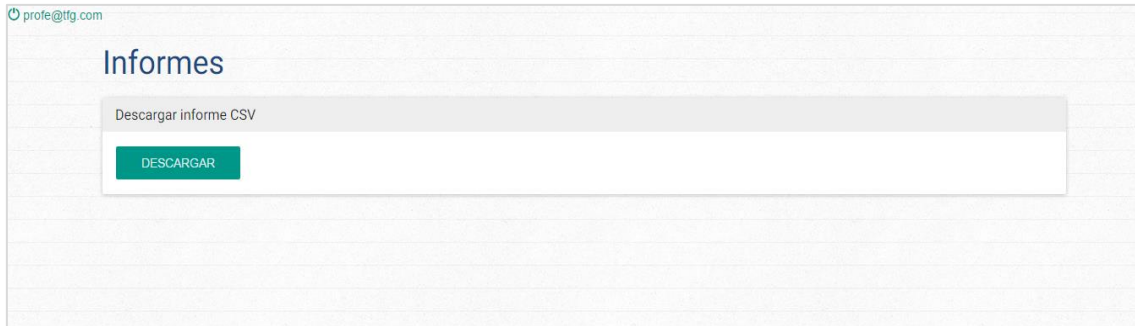 profe@tfg.com
Informes
Descargar informe CSV
DESCARGAR